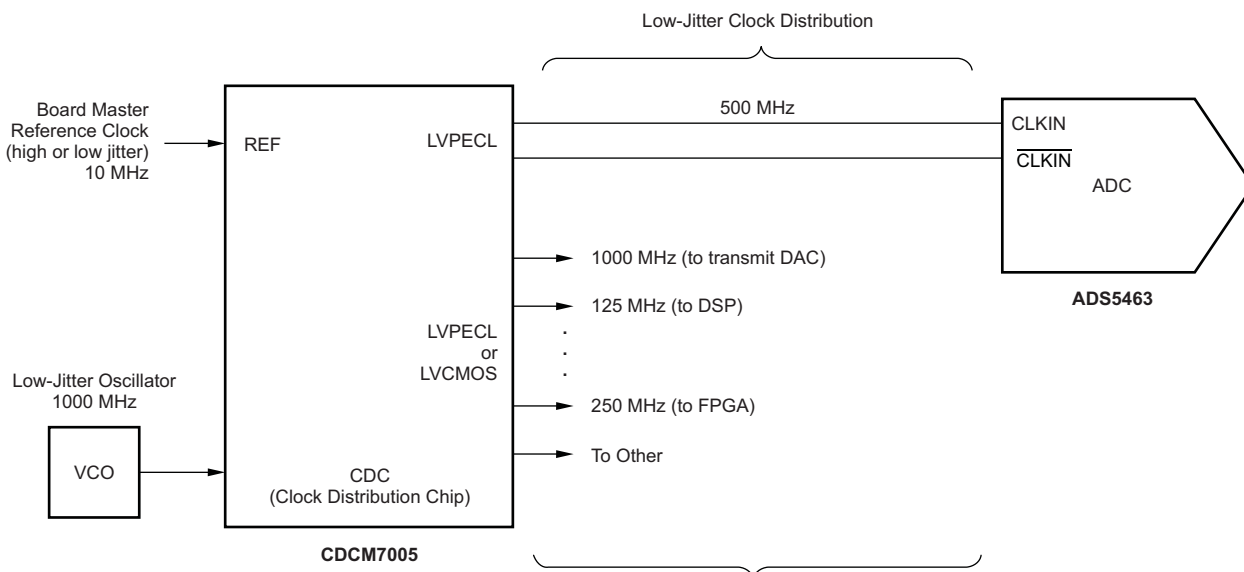 Low-Jitter Clock Distribution
Board Master
Reference Clock
(high or low jitter)
10 MHz
REF
LVPECL
500 MHz
CLKIN
CLKIN
ADC
ADS5463
1000 MHz (to transmit DAC)
125 MHz (to DSP)
LVPECL
or
LVCMOS
.
.
.
250 MHz (to FPGA)
To Other
Low-Jitter Oscillator
1000 MHz
VCO
CDC
(Clock Distribution Chip)
CDCM7005